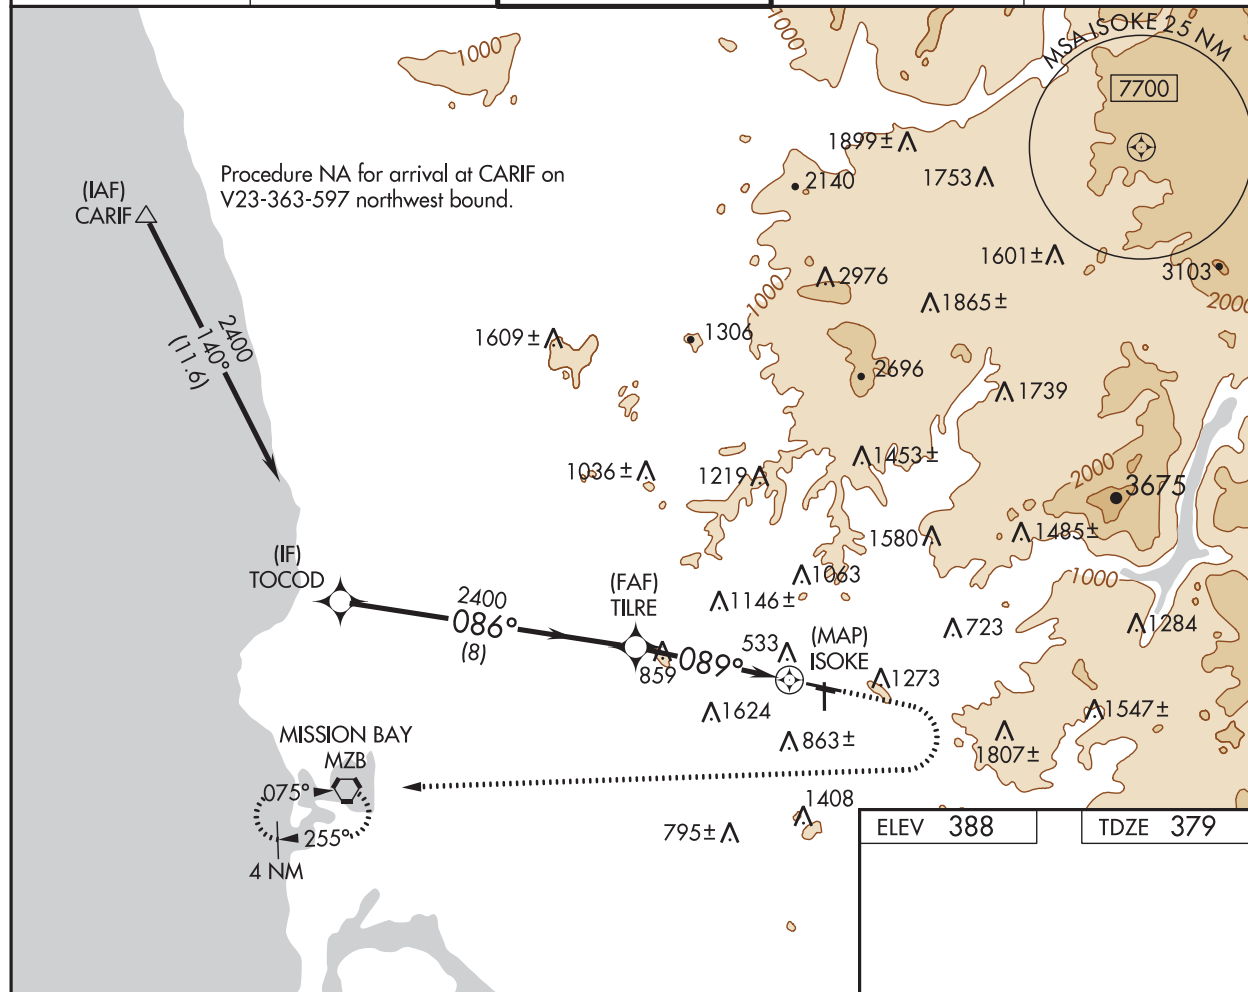 1000
1000
MSA ISOKE 25 NM
7700
1899±
1753
2140
Procedure NA for arrival at CARIF on
V23-363-597 northwest bound.
(IAF)
CARIF
1601±
3103
2976
1865±
1000
2000
2400
140°
(11.6)
1609±
1306
2696
1739
1453±
1036±
1219
2000
3675
1580
1485±
(IF)
TOCOD
1063
1000
(FAF)
TILRE
2400
086°
(8)
1146±
723
1284
533
(MAP)
ISOKE
859
089°
1273
1624
1547±
863±
1807±
MISSION BAY
MZB
075°
255°
4 NM
1408
795±
ELEV 388
TDZE 379